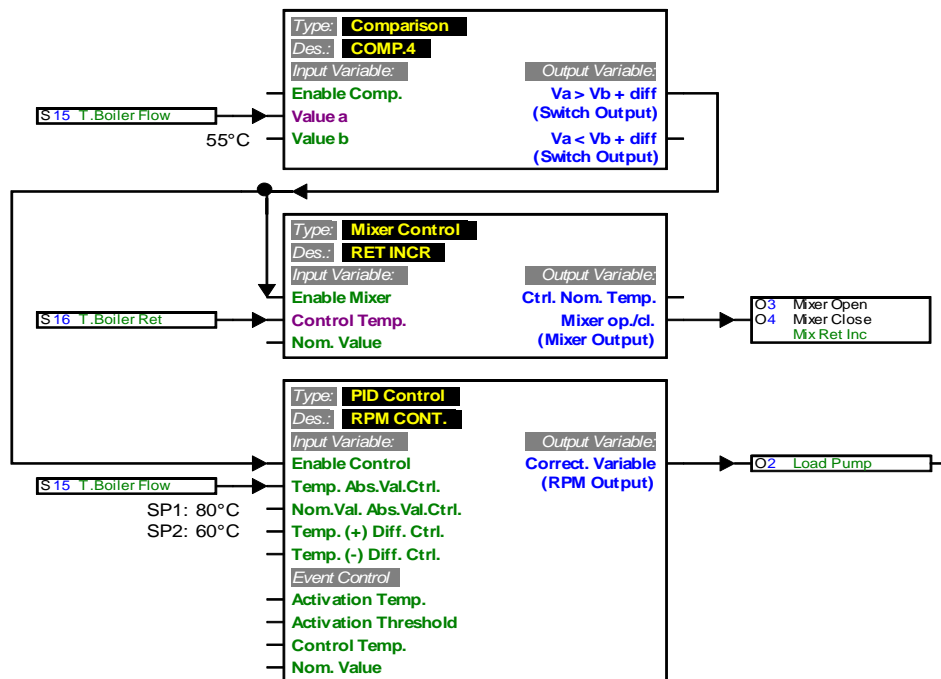 Type: Comparison
Des.: COMP.4
Input Variable: Output Variable:
Enable Comp. Va > Vb + diff
S 15 T.Boiler Flow Value a (Switch Output)
55°C Value b Va < Vb + diff
(Switch Output)
Type: Mixer Control
Des.: RET INCR
Input Variable: Output Variable:
Enable Mixer Ctrl. Nom. Temp.
O3 Mixer Open
S 16 T.Boiler Ret Control Temp. Mixer op./cl. O4 Mixer Close
Nom. Value (Mixer Output) Mix Ret Inc
Type: PID Control
Des.: RPM CONT.
Input Variable: Output Variable:
Enable Control Correct. Variable O2 Load Pump
S 15 T.Boiler Flow Temp. Abs.Val.Ctrl. (RPM Output)
SP1: 80°C Nom.Val. Abs.Val.Ctrl.
SP2: 60°C Temp. (+) Diff. Ctrl.
Temp. (-) Diff. Ctrl.
Event Control
Activation Temp.
Activation Threshold
Control Temp.
Nom. Value